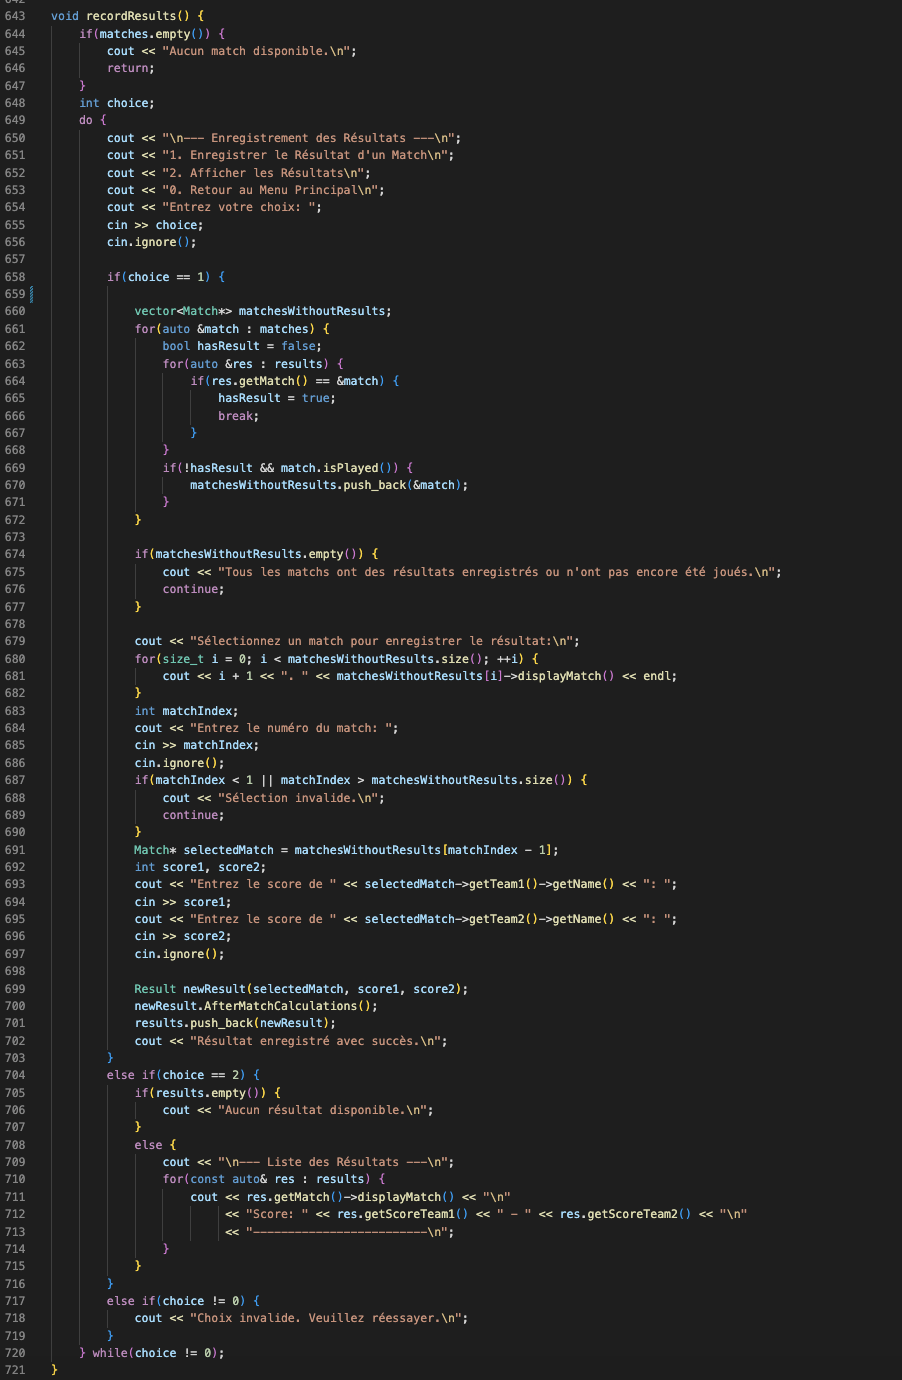 642
643 void recordResults() {
644 if(matches.empty()) {
645 cout << "Aucun match disponible.\n";
646 return;
647 }
648 int choice;
649 do {
650 cout << "\n--- Enregistrement des Résultats ---\n";
651 cout << "1. Enregistrer le Résultat d'un Match\n";
652 cout << "2. Afficher les Résultats\n";
653 cout << "0. Retour au Menu Principal\n";
654 cout << "Entrez votre choix: ";
655 cin >> choice;
656 cin.ignore();
657
658 if(choice == 1) {
659
660 vector<Match*> matchesWithoutResults;
661 for(auto &match : matches) {
662 bool hasResult = false;
663 for(auto &res : results) {
664 if(res.getMatch() == &match) {
665 hasResult = true;
666 break;
667 }
668 }
669 if(!hasResult && match.isPlayed()) {
670 matchesWithoutResults.push_back(&match);
671 }
672 }
673
674 if(matchesWithoutResults.empty()) {
675 cout << "Tous les matchs ont des résultats enregistrés ou n'ont pas encore été joués.\n";
676 continue;
677 }
678
679 cout << "Sélectionnez un match pour enregistrer le résultat:\n";
680 for(size_t i = 0; i < matchesWithoutResults.size(); ++i) {
681 cout << i + 1 << ". " << matchesWithoutResults[i]->displayMatch() << endl;
682 }
683 int matchIndex;
684 cout << "Entrez le numéro du match: ";
685 cin >> matchIndex;
686 cin.ignore();
687 if(matchIndex < 1 || matchIndex > matchesWithoutResults.size()) {
688 cout << "Sélection invalide.\n";
689 continue;
690 }
691 Match* selectedMatch = matchesWithoutResults[matchIndex - 1];
692 int score1, score2;
693 cout << "Entrez le score de " << selectedMatch->getTeam1()->getName() << ": ";
694 cin >> score1;
695 cout << "Entrez le score de " << selectedMatch->getTeam2()->getName() << ": ";
696 cin >> score2;
697 cin.ignore();
698
699 Result newResult(selectedMatch, score1, score2);
700 newResult.AfterMatchCalculations();
701 results.push_back(newResult);
702 cout << "Résultat enregistré avec succès.\n";
703 }
704 else if(choice == 2) {
705 if(results.empty()) {
706 cout << "Aucun résultat disponible.\n";
707 }
708 else {
709 cout << "\n--- Liste des Résultats ---\n";
710 for(const auto& res : results) {
711 cout << res.getMatch()->displayMatch() << "\n"
712 << "Score: " << res.getScoreTeam1() << " - " << res.getScoreTeam2() << "\n"
713 << "-------------------------\n";
714 }
715 }
716 }
717 else if(choice != 0) {
718 cout << "Choix invalide. Veuillez réessayer.\n";
719 }
720 } while(choice != 0);
721 }